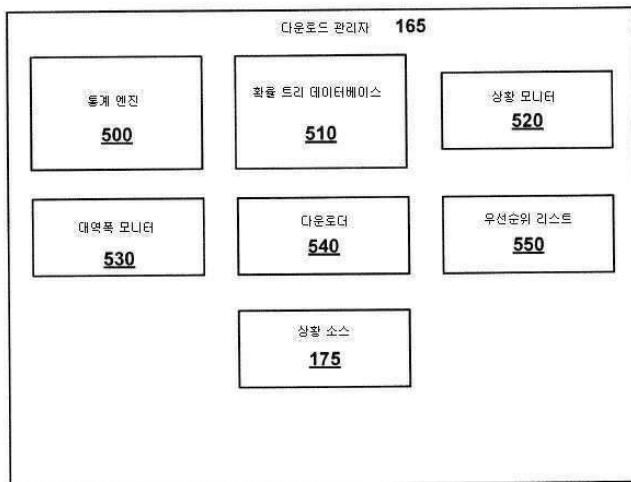 다운로드 관리자 165
통계 엔진
500
확률 트리 데이터베이스
510
상황 모니터
520
대역폭 모니터
530
다운로더
540
우선순위 리스트
550
상황 소스
175